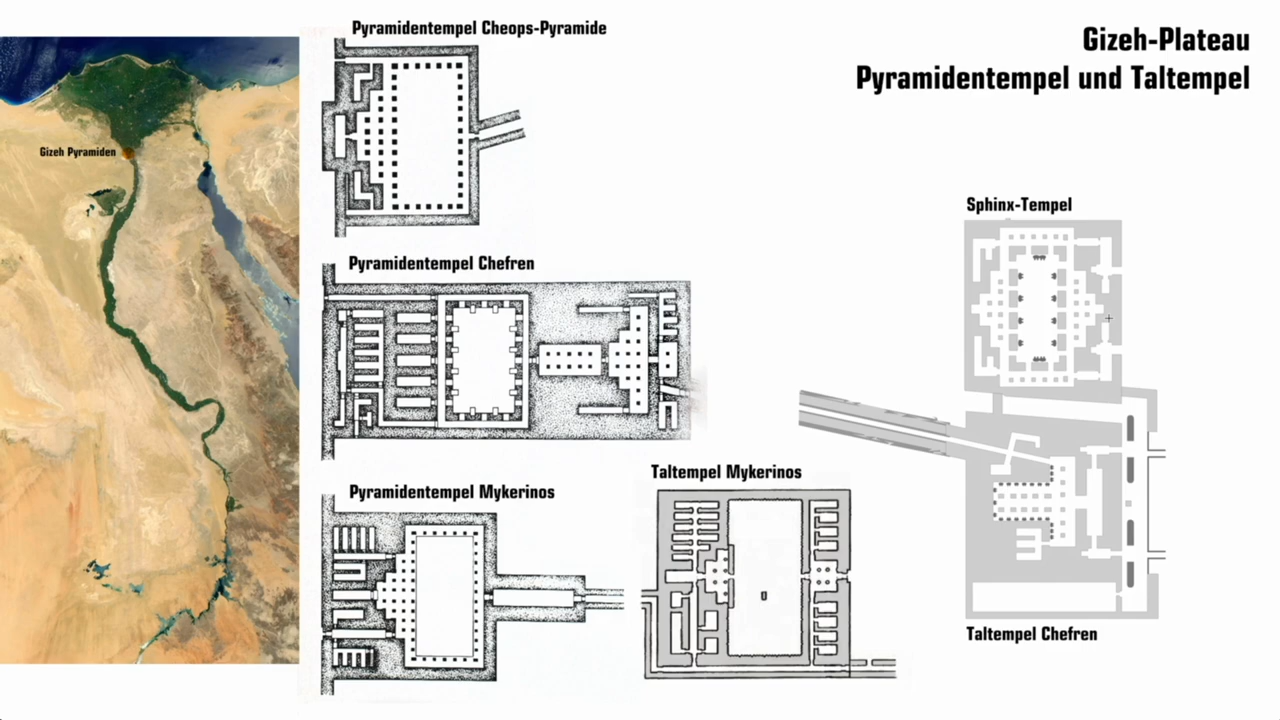 Pyramidentempel Cheops-Pyramide
Gizeh-Plateau
Pyramidentempel und Taltempel
Gizeh Pyramiden
Sphinx-Tempel
Pyramidentempel Chefren
Taltempel Mykerinos
Pyramidentempel Mykerinos
Taltempel Chefren